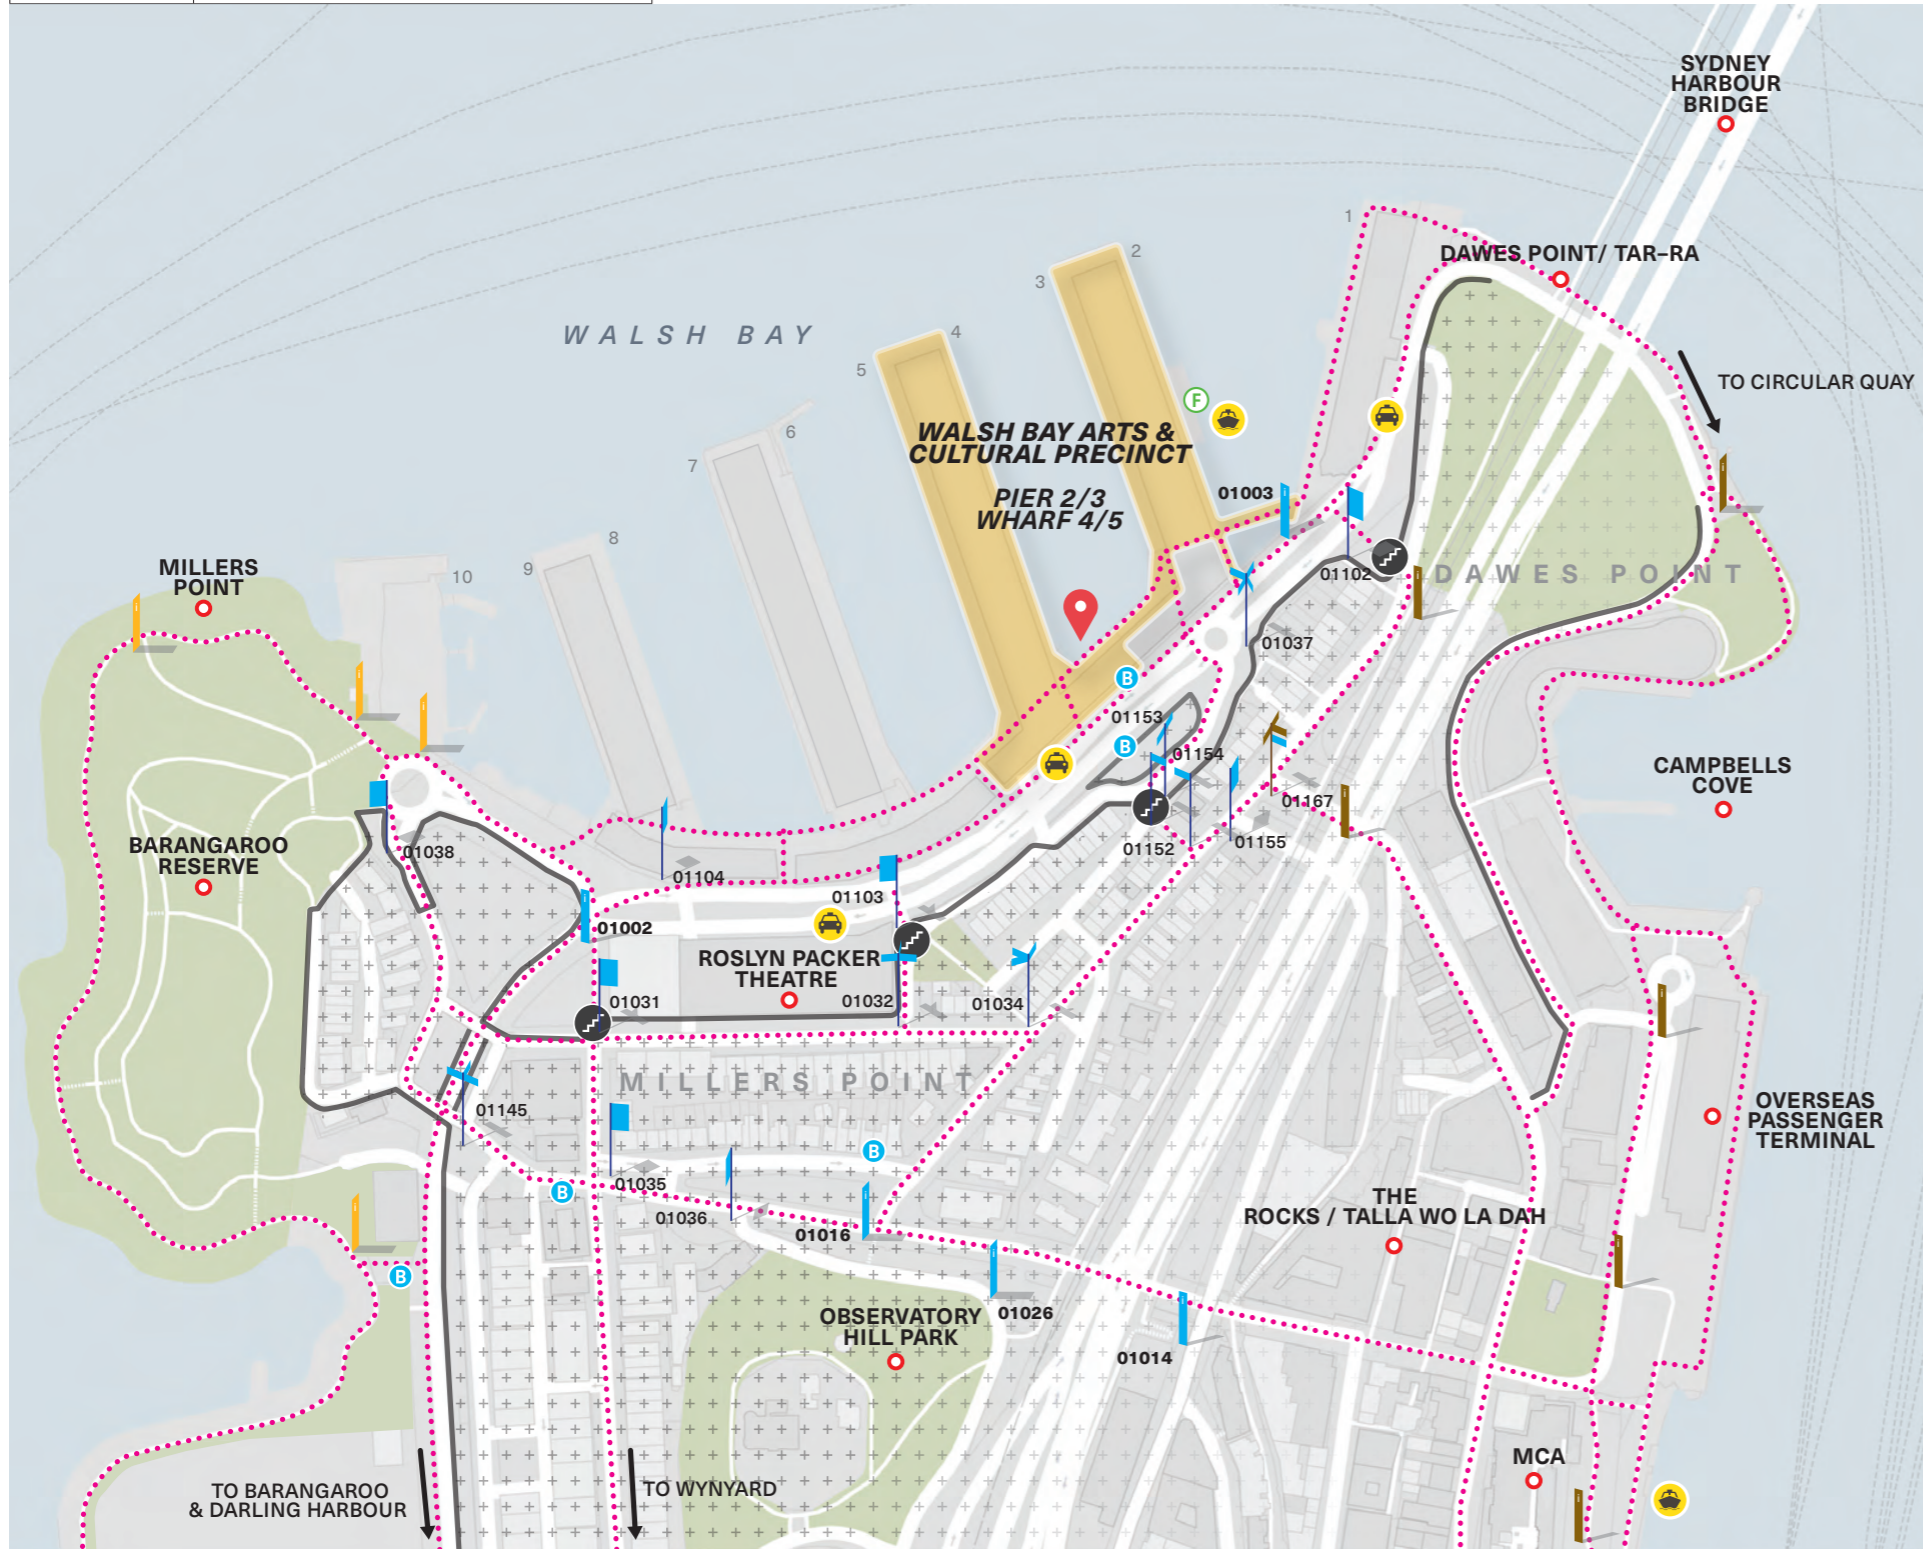 SYDNEY
HARBOUR
BRIDGE
1
DAWES POINT/ TAR–RA
2
3
WALSH BAY
4
5
TO CIRCULAR QUAY
F
6
7
WALSH BAY ARTS &
CULTURAL PRECINCT
PIER 2/3
WHARF 4/5
01003
8
9
10
MILLERS
POINT
01102
DAWES POINT
01037
B
01153
B
01154
01167
CAMPBELLS
COVE
01152
01155
BARANGAROO
RESERVE
01038
01104
01103
01002
ROSLYN PACKER
THEATRE
01031
01032
01034
MILLERS POINT
01145
OVERSEAS
PASSENGER
TERMINAL
B
01035
B
01036
01016
THE
ROCKS / TALLA WO LA DAH
B
01026
OBSERVATORY
HILL PARK
01014
MCA
TO BARANGAROO
& DARLING HARBOUR
TO WYNYARD